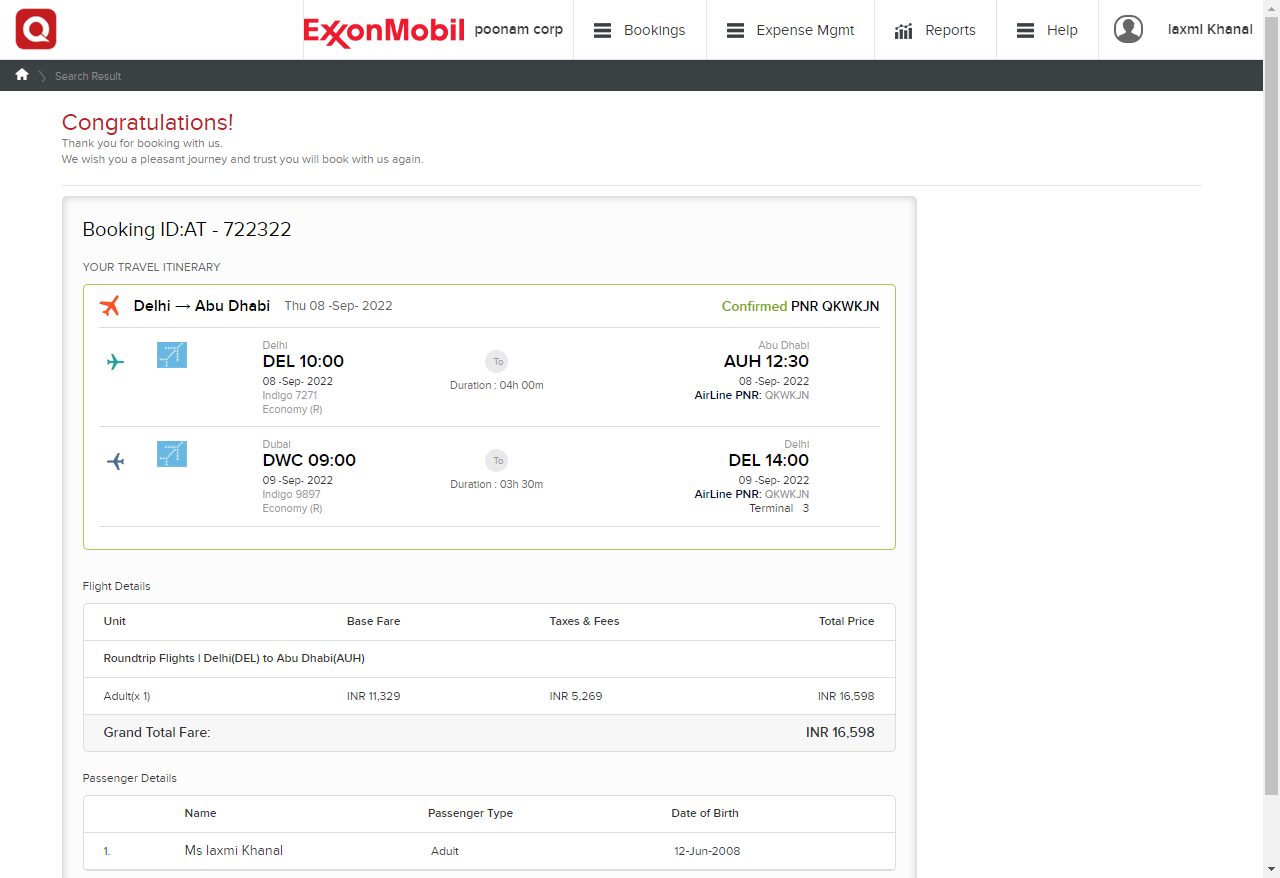 Q
ExxonMobil poonam corp Bookings Expense Mgmt Reports Help laxmi Khanal
Search Result
Congratulations!
Thank you for booking with us.
We wish you a pleasant journey and trust you will book with us again.
Booking ID:AT - 722322
YOUR TRAVEL ITINERARY
Delhi → Abu Dhabi Thu 08 -Sep- 2022 Confirmed PNR QKWKJN
Delhi Abu Dhabi
DEL 10:00 To AUH 12:30
08 -Sep- 2022 Duration : 04h 00m 08 -Sep- 2022
Indigo 7271 AirLine PNR: QKWKJN
Economy (R)
Dubai Delhi
DWC 09:00 To DEL 14:00
09 -Sep- 2022 Duration : 03h 30m 09 -Sep- 2022
Indigo 9897 AirLine PNR: QKWKJN
Economy (R) Terminal 3
Flight Details
Unit Base Fare Taxes & Fees Total Price
Roundtrip Flights | Delhi(DEL) to Abu Dhabi(AUH)
Adult(x 1) INR 11,329 INR 5,269 INR 16,598
Grand Total Fare: INR 16,598
Passenger Details
Name Passenger Type Date of Birth
1. Ms laxmi Khanal Adult 12-Jun-2008